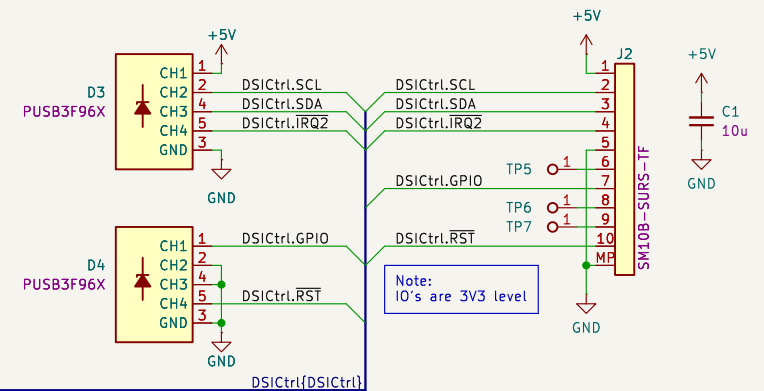 +5V
CH1 1
D3
CH2 2
DSICtrl.SCL
PUSB3F96X
CH3 4
DSICtrl.SDA
CH4 5
DSICtrl.IRQ2
GND 3
GND
D4
PUSB3F96X
CH1 1
DSICtrl.GPIO
CH2 2
CH3 4
CH4 5
DSICtrl.RST
GND 3
GND
DSICtrl{DSICtrl}
+5V
J2
1
DSICtrl.SCL 2
DSICtrl.SDA 3
DSICtrl.IRQ2 4
5
TP5 1 6
DSICtrl.GPIO 7
TP6 1 8
TP7 1 9
DSICtrl.RST 10
MP
SM10B-SURS-TF
GND
Note:
IO's are 3V3 level
+5V
C1
10u
GND